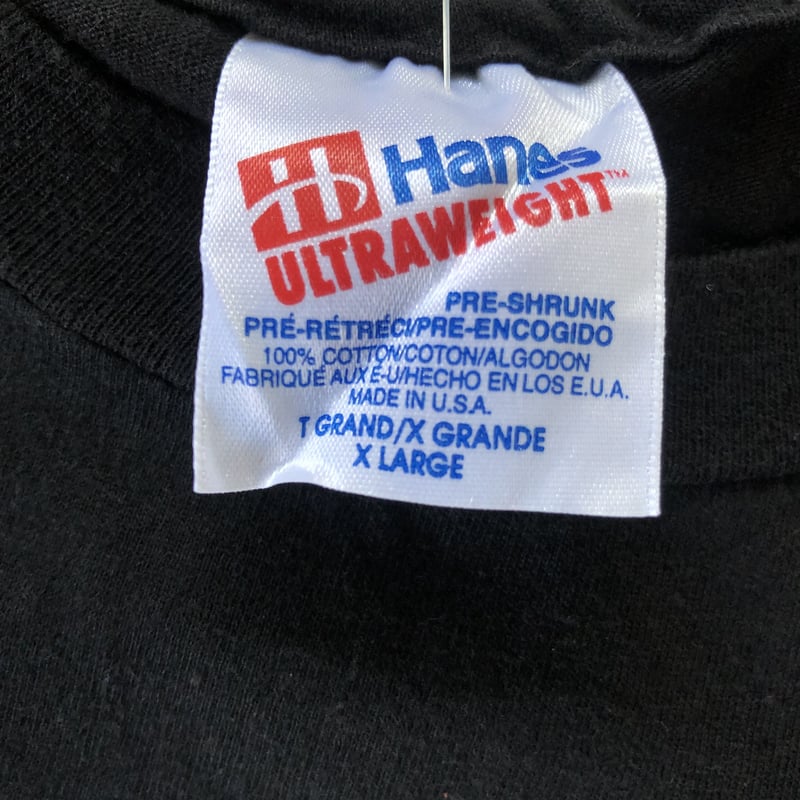 Hanes
ULTRAWEIGHT™
PRE-SHRUNK
PRÉ-RÉTRÉCI/PRE-ENCOGIDO
100% COTTON/COTON/ALGODON
FABRIQUÉ AUX É-U/HECHO EN LOS E.U.A.
MADE IN U.S.A.
T GRAND/X GRANDE
X LARGE